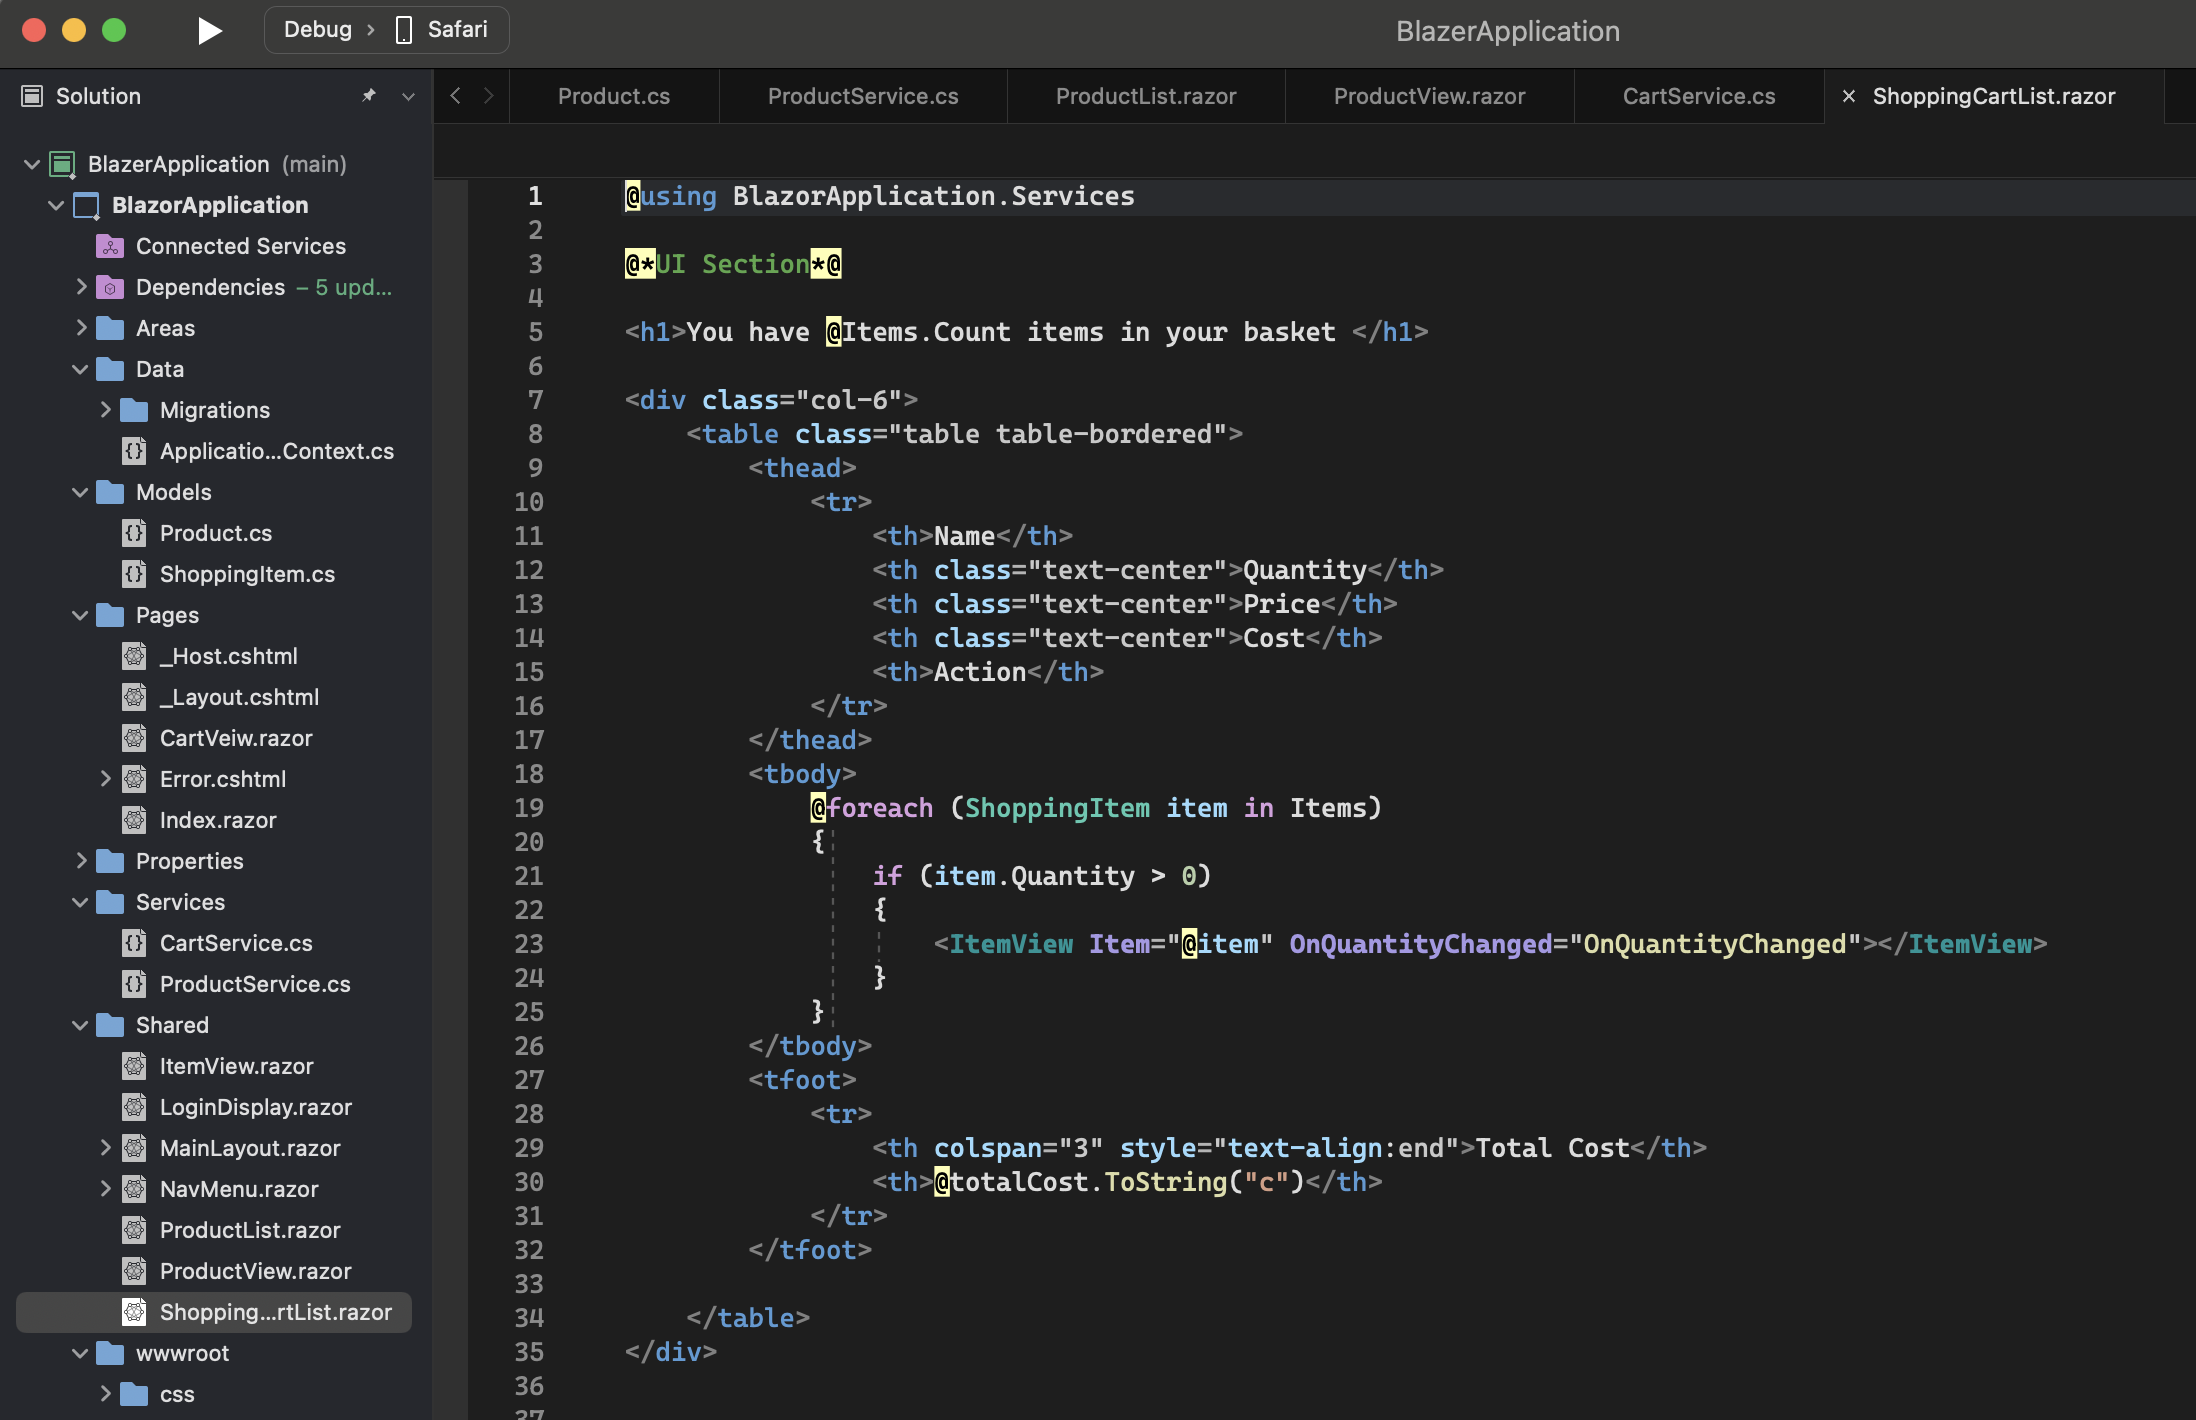 Debug › Safari
BlazerApplication
Solution
Product.cs
ProductService.cs
ProductList.razor
ProductView.razor
CartService.cs
× ShoppingCartList.razor
BlazerApplication (main)
BlazorApplication
Connected Services
Dependencies – 5 upd...
Areas
Data
Migrations
Applicatio...Context.cs
Models
Product.cs
ShoppingItem.cs
Pages
_Host.cshtml
_Layout.cshtml
CartVeiw.razor
Error.cshtml
Index.razor
Properties
Services
CartService.cs
ProductService.cs
Shared
ItemView.razor
LoginDisplay.razor
MainLayout.razor
NavMenu.razor
ProductList.razor
ProductView.razor
Shopping...rtList.razor
wwwroot
css
1 @using BlazorApplication.Services
2
3 @*UI Section*@
4
5 <h1>You have @Items.Count items in your basket </h1>
6
7 <div class="col-6">
8 <table class="table table-bordered">
9 <thead>
10 <tr>
11 <th>Name</th>
12 <th class="text-center">Quantity</th>
13 <th class="text-center">Price</th>
14 <th class="text-center">Cost</th>
15 <th>Action</th>
16 </tr>
17 </thead>
18 <tbody>
19 @foreach (ShoppingItem item in Items)
20 {
21 if (item.Quantity > 0)
22 {
23 <ItemView Item="@item" OnQuantityChanged="OnQuantityChanged"></ItemView>
24 }
25 }
26 </tbody>
27 <tfoot>
28 <tr>
29 <th colspan="3" style="text-align:end">Total Cost</th>
30 <th>@totalCost.ToString("c")</th>
31 </tr>
32 </tfoot>
33
34 </table>
35 </div>
36
37